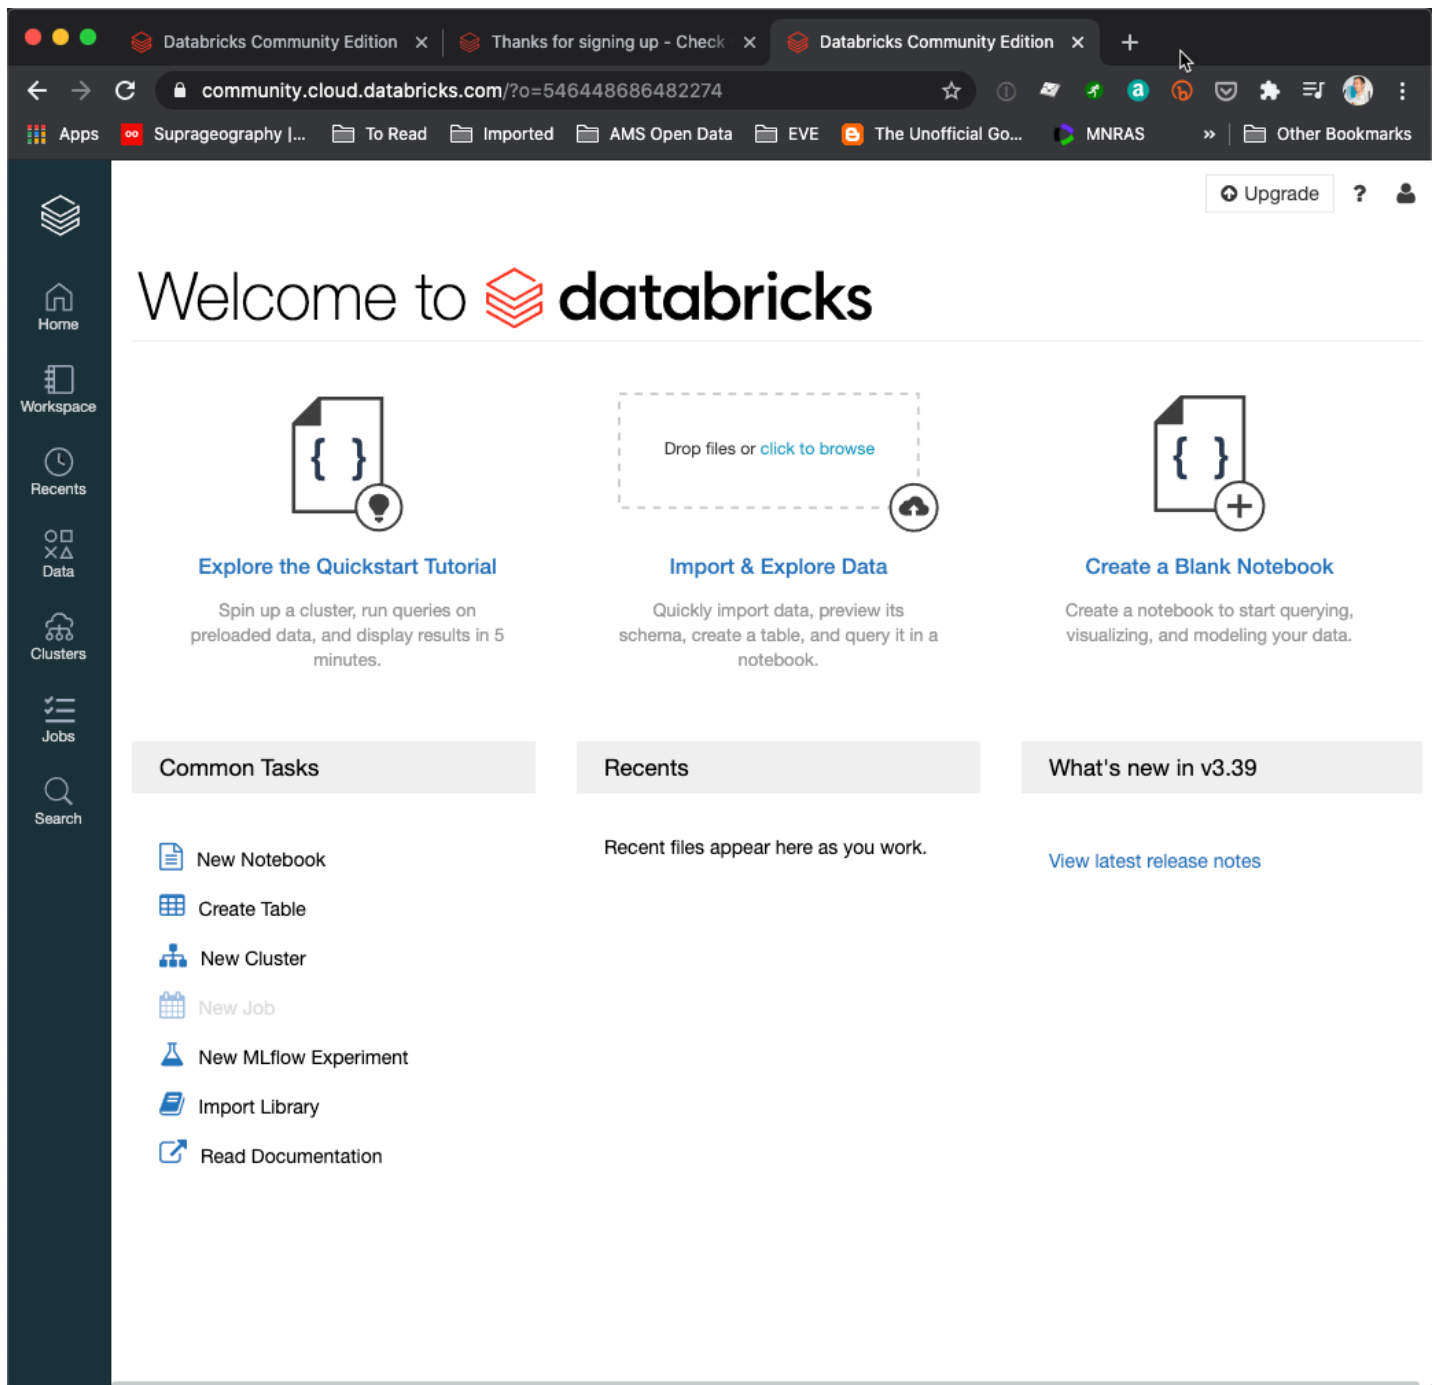 Databricks Community Edition
Thanks for signing up - Check
Databricks Community Edition
community.cloud.databricks.com/?o=546448686482274
Apps
Suprageography |...
To Read
Imported
AMS Open Data
EVE
The Unofficial Go...
MNRAS
»
Other Bookmarks
Upgrade
?
Home
Workspace
Recents
Data
Clusters
Jobs
Search
Welcome to databricks
{ }
Drop files or click to browse
{ }
Explore the Quickstart Tutorial
Spin up a cluster, run queries on
preloaded data, and display results in 5
minutes.
Import & Explore Data
Quickly import data, preview its
schema, create a table, and query it in a
notebook.
Create a Blank Notebook
Create a notebook to start querying,
visualizing, and modeling your data.
Common Tasks
New Notebook
Create Table
New Cluster
New Job
New MLflow Experiment
Import Library
Read Documentation
Recents
Recent files appear here as you work.
What's new in v3.39
View latest release notes